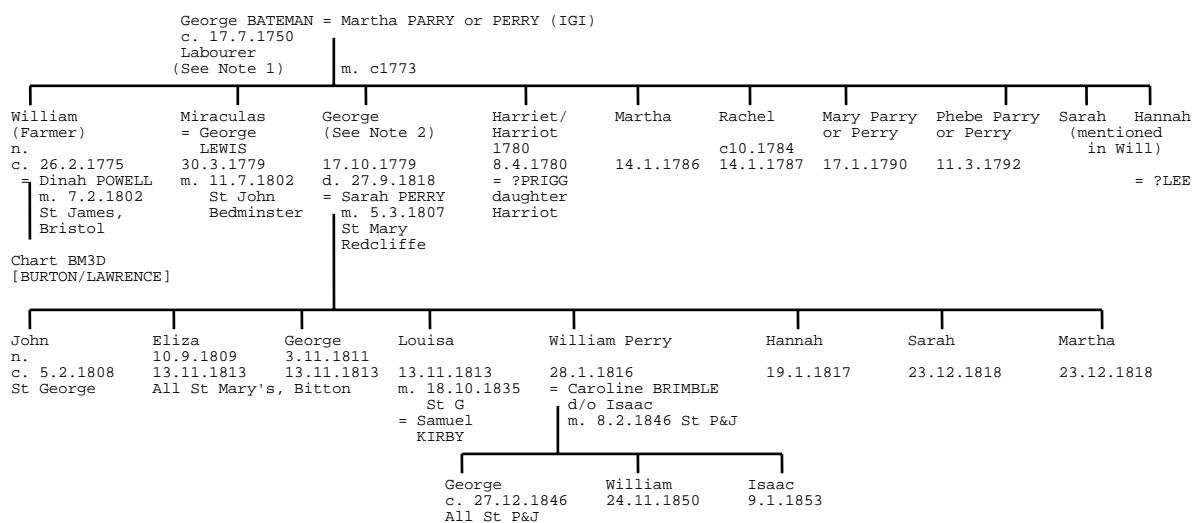 George BATEMAN = Martha PARRY or PERRY (IGI)
c. 17.7.1750
Labourer
(See Note 1) m. c1773
William Miraculas George Harriet/ Martha Rachel Mary Parry Phebe Parry Sarah Hannah
(Farmer) = George (See Note 2) Harriot or Perry or Perry (mentioned
n. LEWIS 1780 c10.1784 in Will)
c. 26.2.1775 30.3.1779 17.10.1779 8.4.1780 14.1.1786 14.1.1787 17.1.1790 11.3.1792
= Dinah POWELL m. 11.7.1802 d. 27.9.1818 = ?PRIGG = ?LEE
m. 7.2.1802 St John = Sarah PERRY daughter
St James, Bedminster m. 5.3.1807 Harriot
Bristol St Mary
Redcliffe
Chart BM3D
[BURTON/LAWRENCE]
John Eliza George Louisa William Perry Hannah Sarah Martha
n. 10.9.1809 3.11.1811
c. 5.2.1808 13.11.1813 13.11.1813 13.11.1813 28.1.1816 19.1.1817 23.12.1818 23.12.1818
St George All St Mary's, Bitton m. 18.10.1835 = Caroline BRIMBLE
St G d/o Isaac
= Samuel m. 8.2.1846 St P&J
KIRBY
George William Isaac
c. 27.12.1846 24.11.1850 9.1.1853
All St P&J